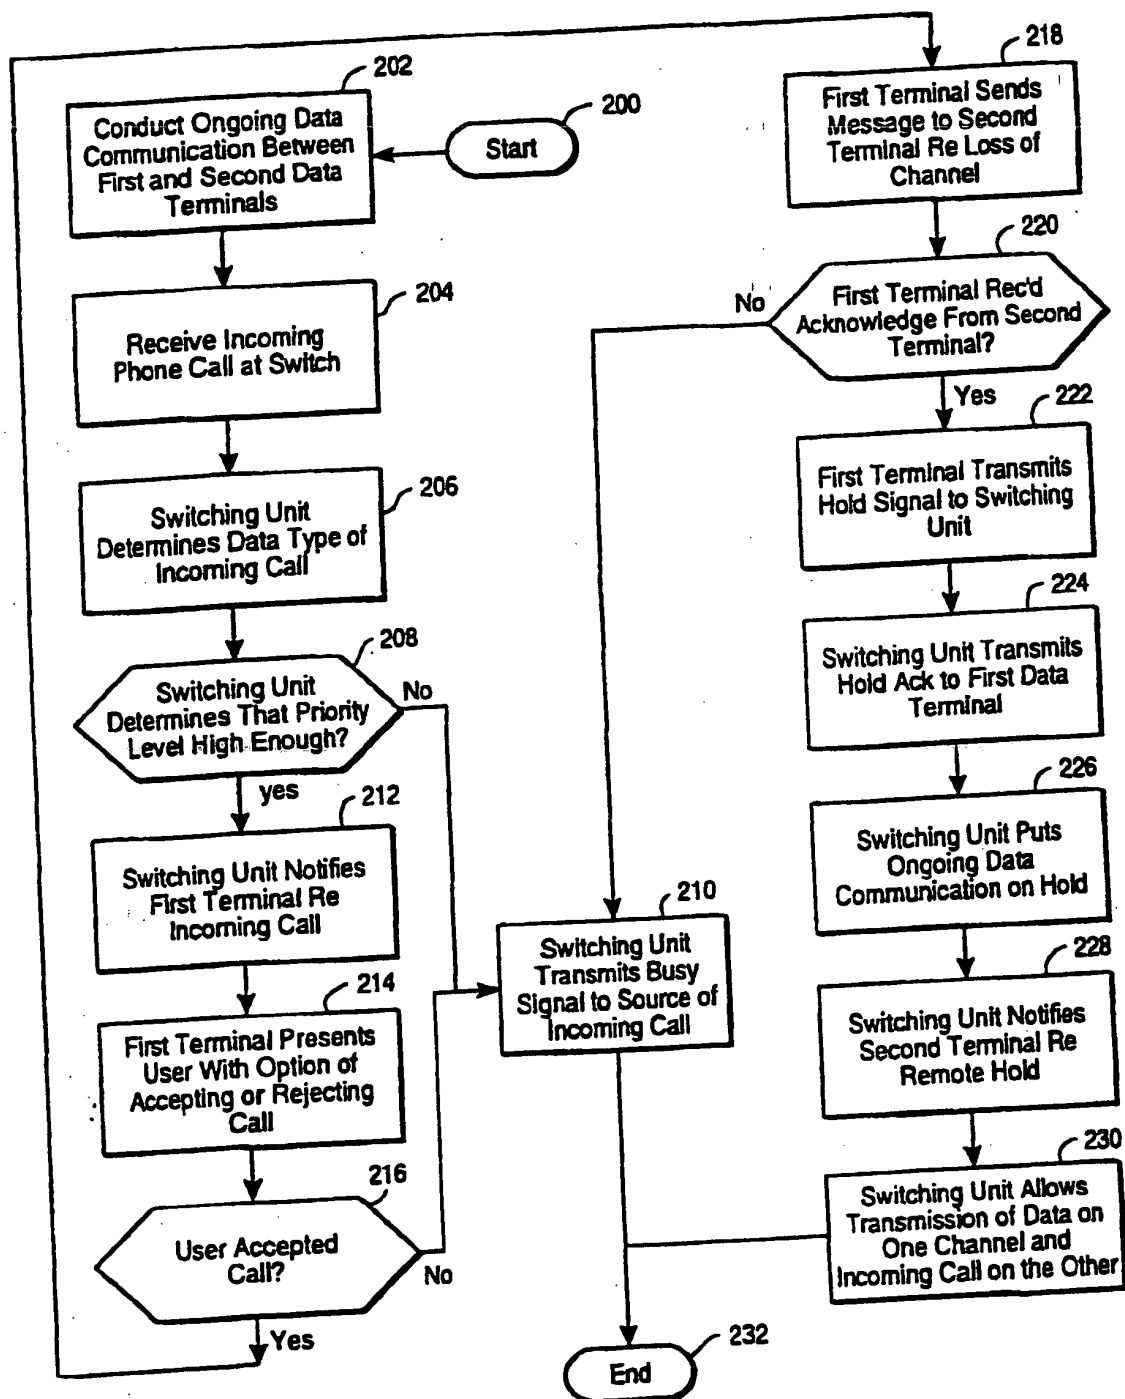 202
Conduct Ongoing Data
Communication Between
First and Second Data
Terminals
200
Start
204
Receive Incoming
Phone Call at Switch
206
Switching Unit
Determines Data Type of
Incoming Call
208
Switching Unit
Determines That Priority
Level High Enough?
No
yes
212
Switching Unit Notifies
First Terminal Re
Incoming Call
214
First Terminal Presents
User With Option of
Accepting or Rejecting
Call
216
User Accepted
Call?
No
Yes
210
Switching Unit
Transmits Busy
Signal to Source of
Incoming Call
218
First Terminal Sends
Message to Second
Terminal Re Loss of
Channel
220
First Terminal Rec'd
Acknowledge From Second
Terminal?
No
Yes
222
First Terminal Transmits
Hold Signal to Switching
Unit
224
Switching Unit Transmits
Hold Ack to First Data
Terminal
226
Switching Unit Puts
Ongoing Data
Communication on Hold
228
Switching Unit Notifies
Second Terminal Re
Remote Hold
230
Switching Unit Allows
Transmission of Data on
One Channel and
Incoming Call on the Other
232
End